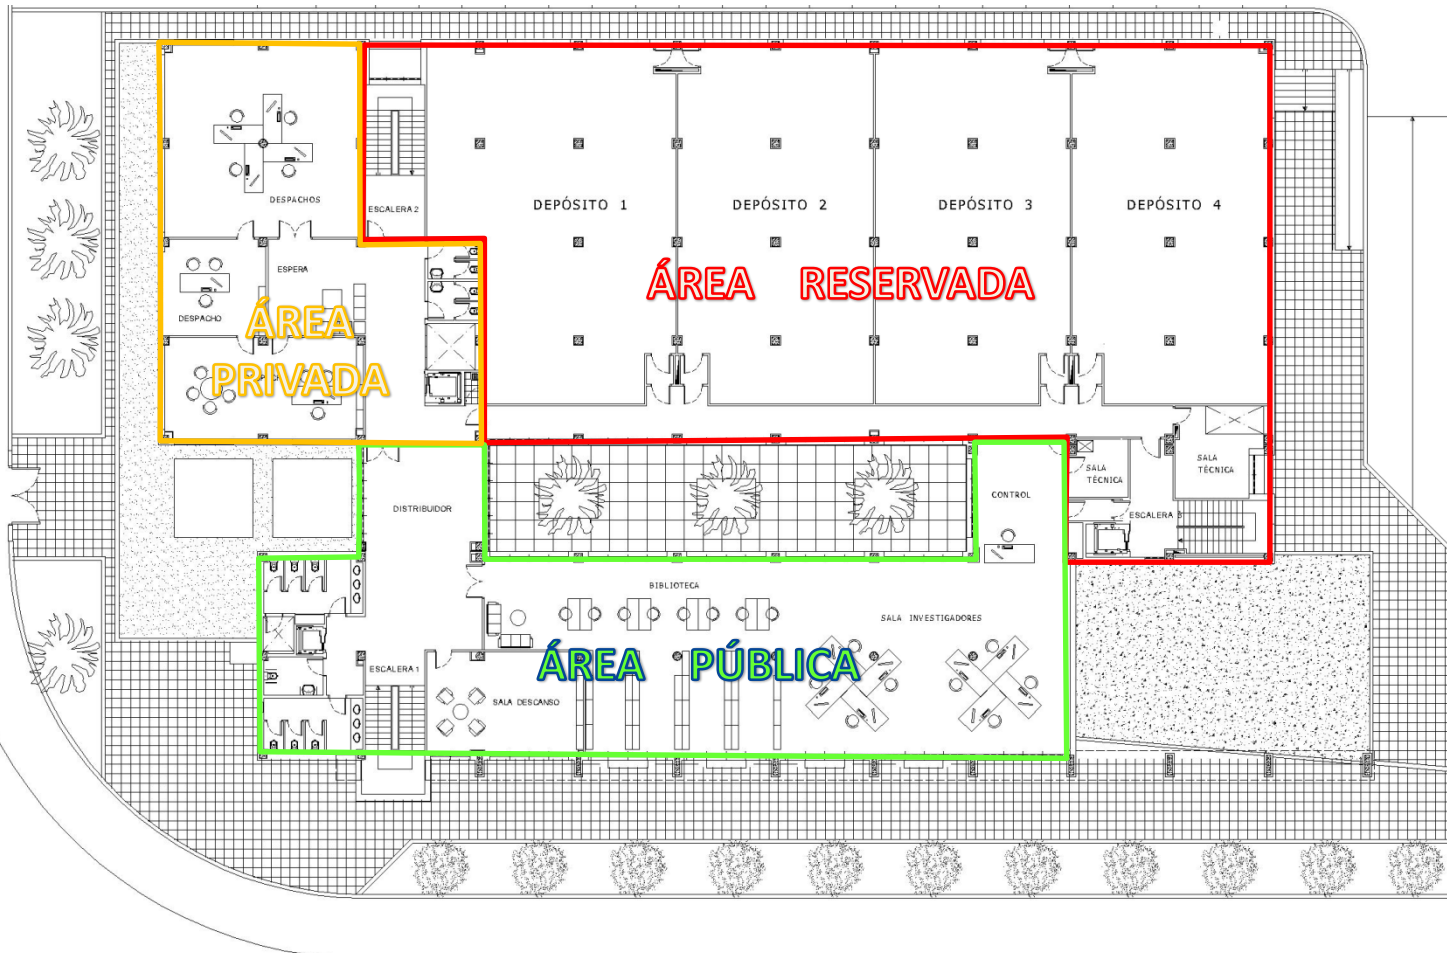 DESPACHOS
ESCALERA 2
DEPÓSITO 1
DEPÓSITO 2
DEPÓSITO 3
DEPÓSITO 4
ESPERA
ÁREA RESERVADA
DESPACHO
ÁREA
PRIVADA
SALA
TÉCNICA
SALA
TÉCNICA
CONTROL
DISTRIBUIDOR
ESCALERA
BIBLIOTECA
SALA INVESTIGADORES
ESCALERA 1
ÁREA PÚBLICA
SALA DESCANSO